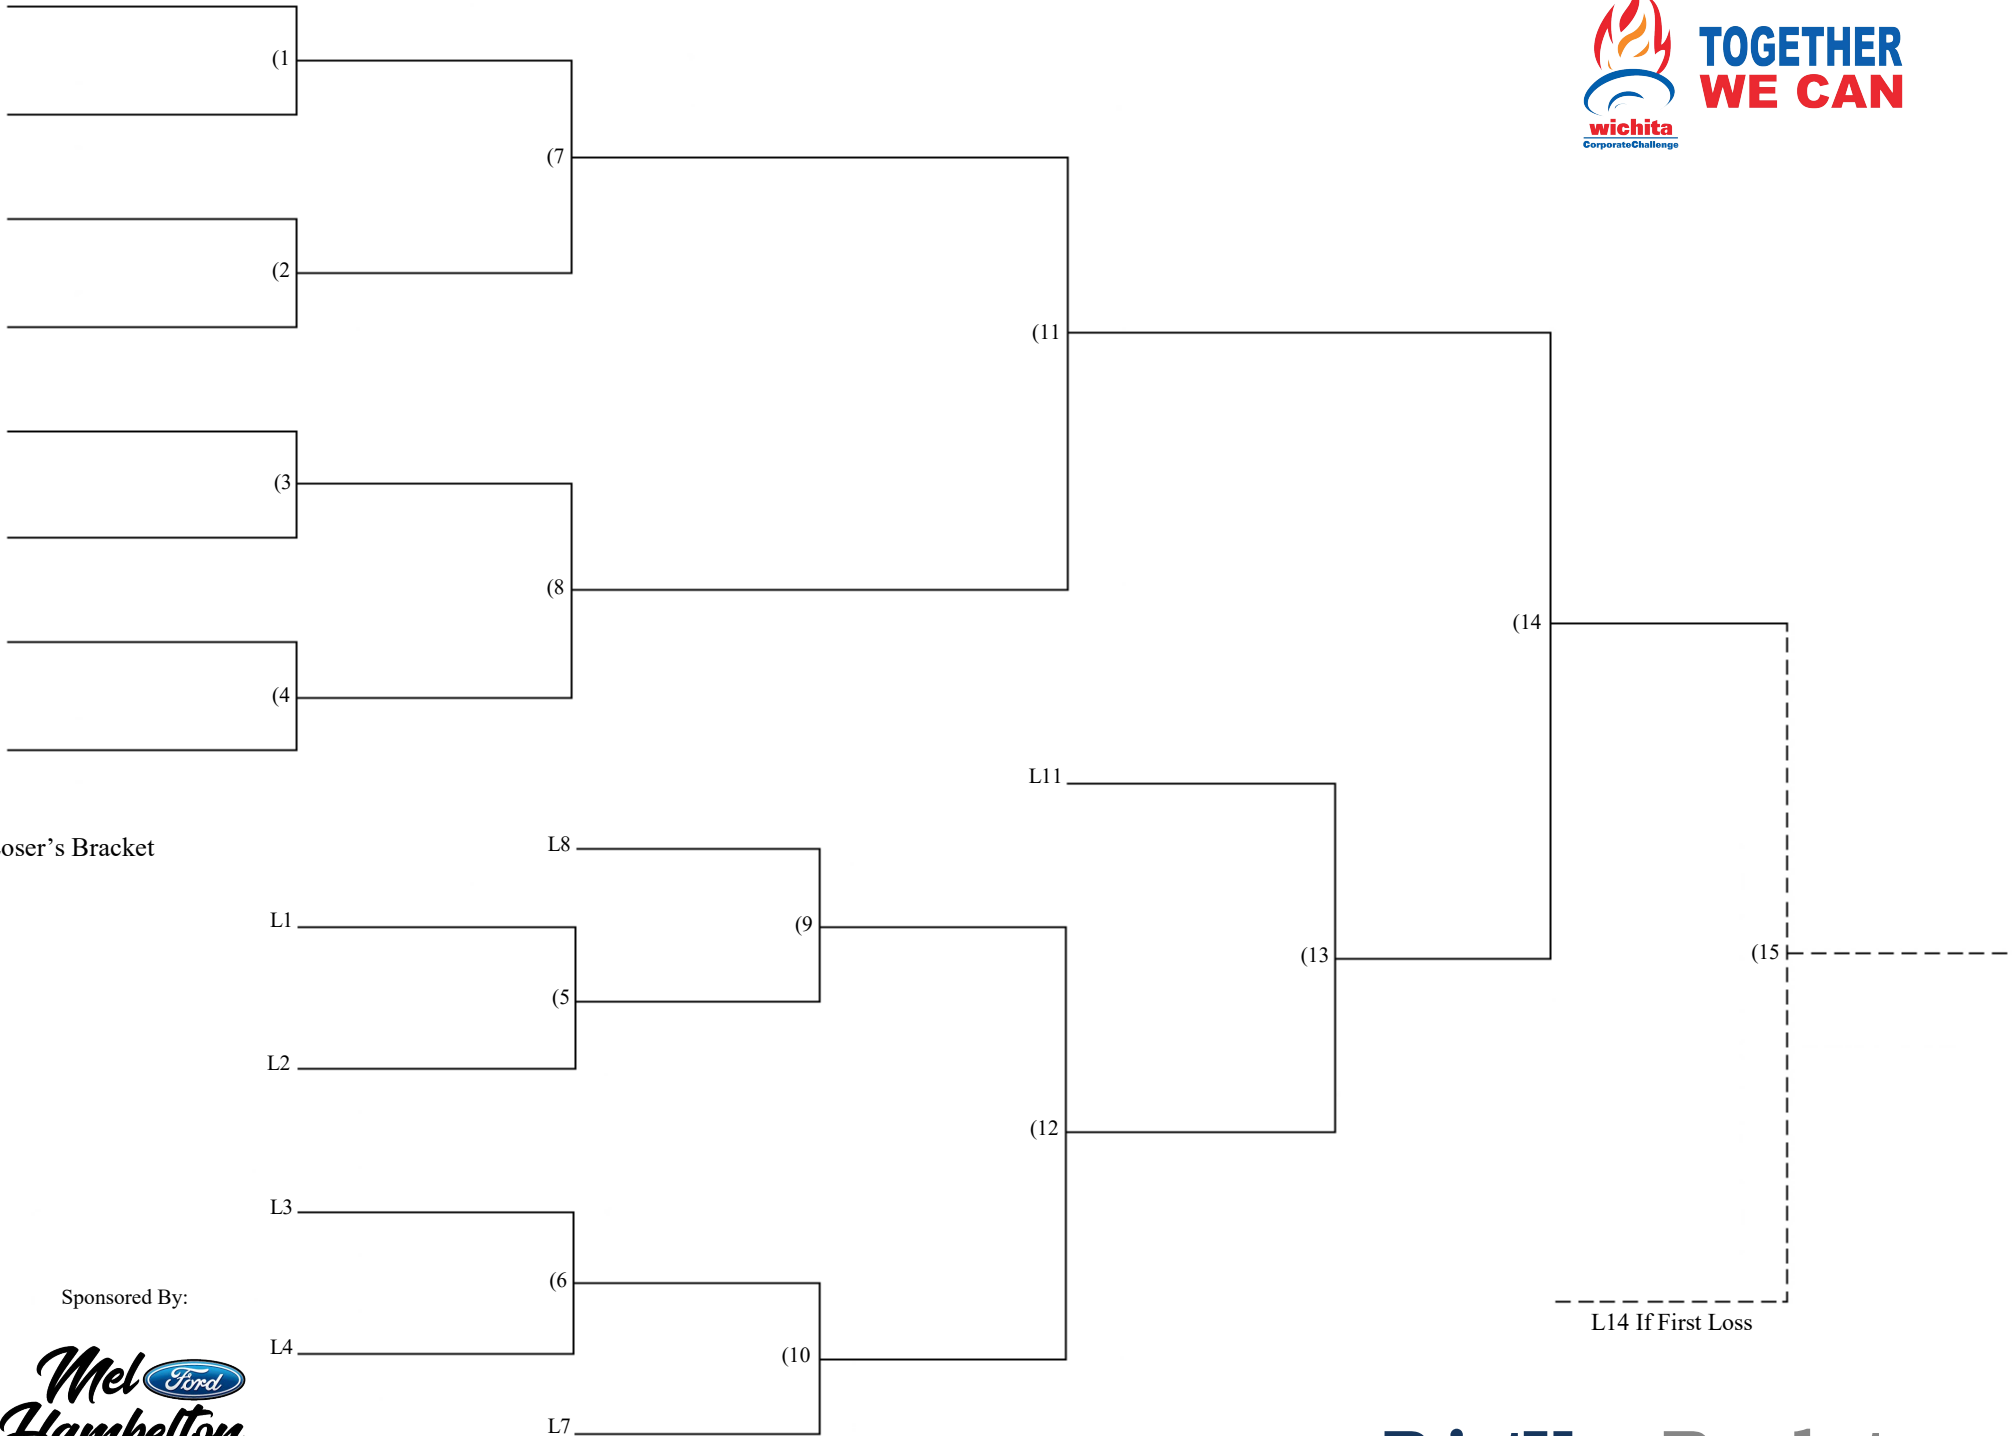 TOGETHER
WE CAN
wichita
CorporateChallenge
(1
(7
(2
(11
(3
(8
(14
(4
L11
L8
oser’s Bracket
L1
(9
(13
(15
(5
L2
(12
L3
(6
Sponsored By:
L14 If First Loss
L4
(10
Mel Ford
Hambelton
L7